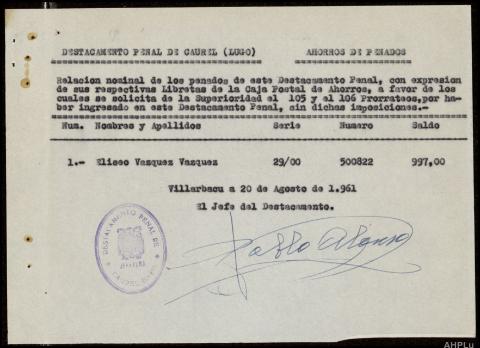 DESTACAMENTO PENAL DE CAUREL (LUGO) AHORROS DE PENADOS
Relacion nominal de los penados de este Destacamento Penal, con expresion
de sus respectivas Libretas de la Caja Postal de Ahorros, a favor de los
cuales se solicita de la Superioridad el 105 y el 106 Prorrateos,por ha-
ber ingresado en este Destacamento Penal, sin dichas imposiciones.--
Num. Nombres y Apellidos Serie Numero Saldo
1.- Eliseo Vazquez Vazquez 29/00 500822 997,00
Villarbacu a 20 de Agosto de 1.961
El Jefe del Destacamento.
Pablo Alonso
DESTACAMENTO PENAL DE
AHPLu